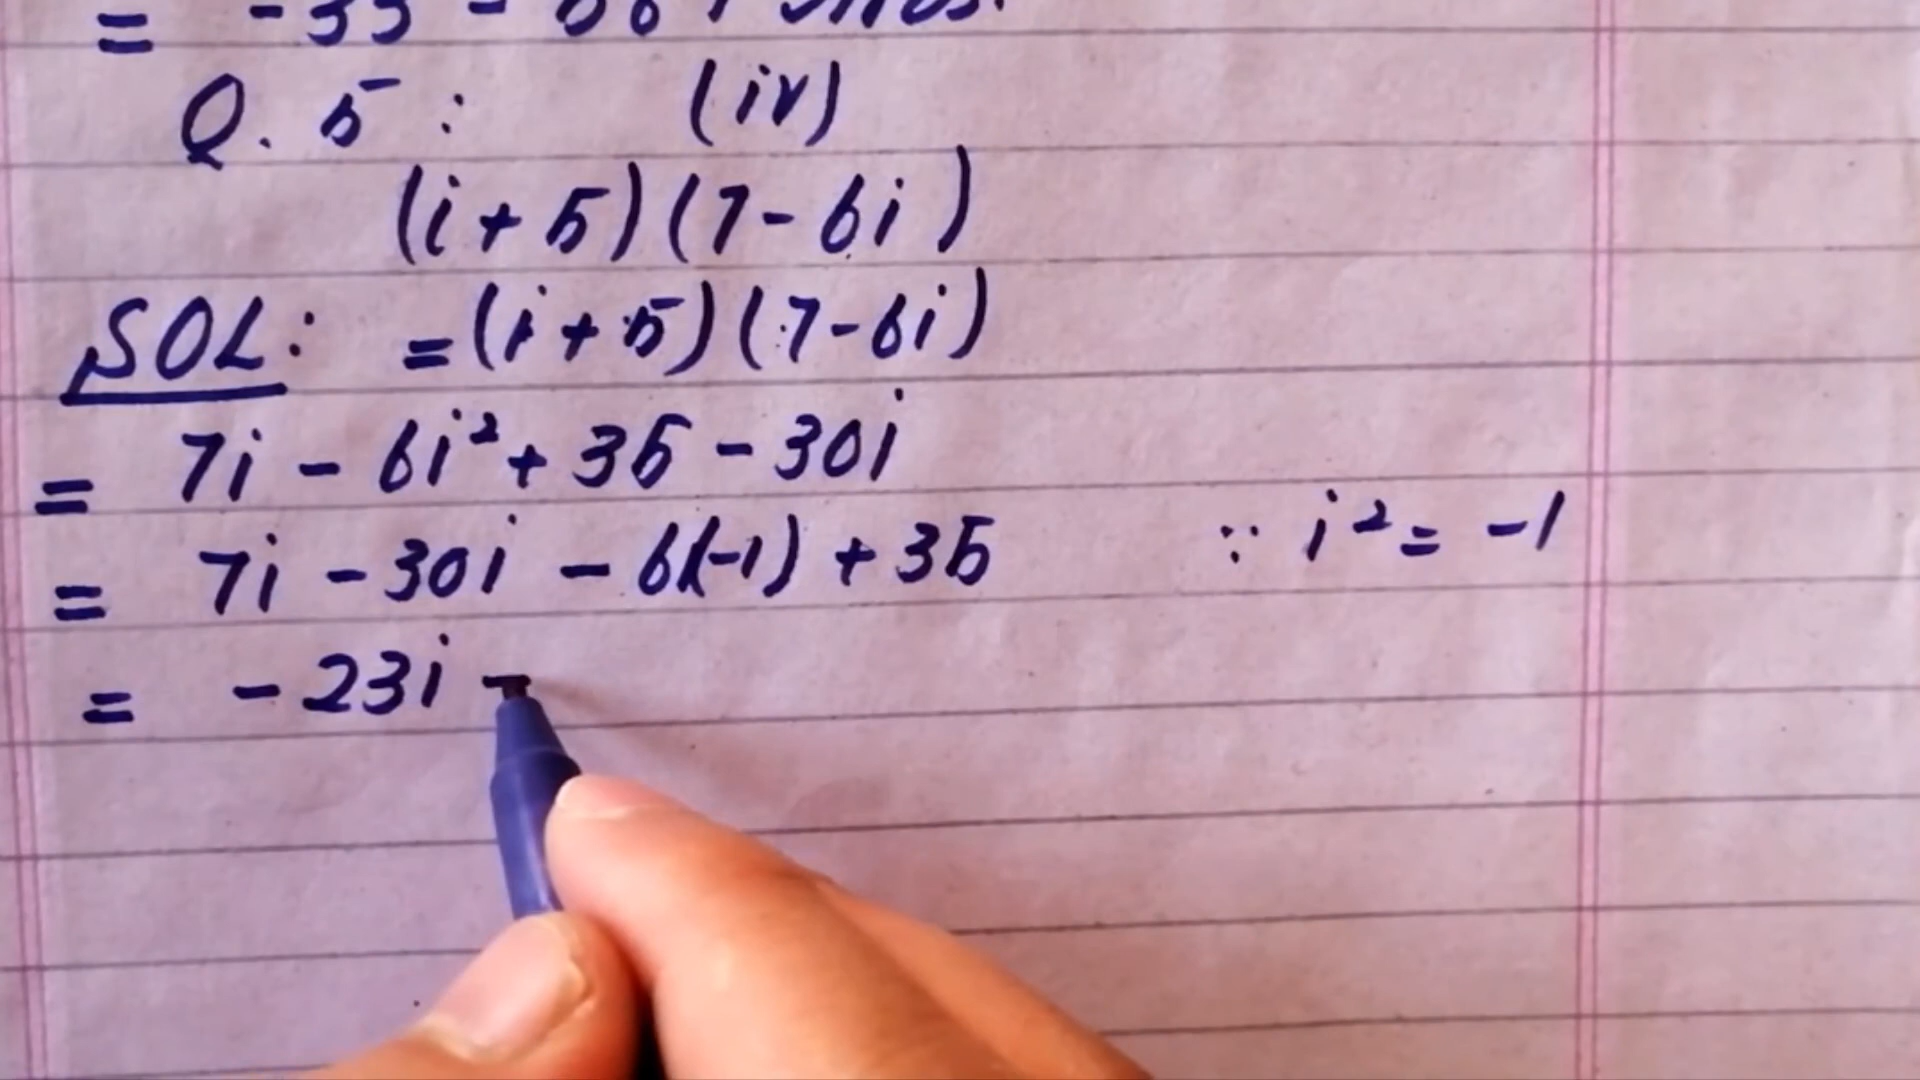 = -35
Q. 5 : (iv)
(i + 5) (7 - 6i)
SOL: = (i + 5) (7 - 6i)
= 7i - 6i² + 35 - 30i
= 7i - 30i - 6(-1) + 35 ∵ i² = -1
= -23i -